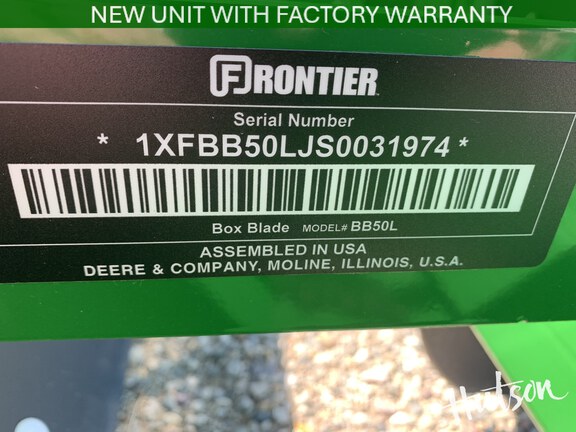 NEW UNIT WITH FACTORY WARRANTY
FRONTIER
Serial Number
* 1XFBB50LJS0031974 *
Box Blade MODEL# BB50L
ASSEMBLED IN USA
DEERE & COMPANY, MOLINE, ILLINOIS, U.S.A.
Hutson